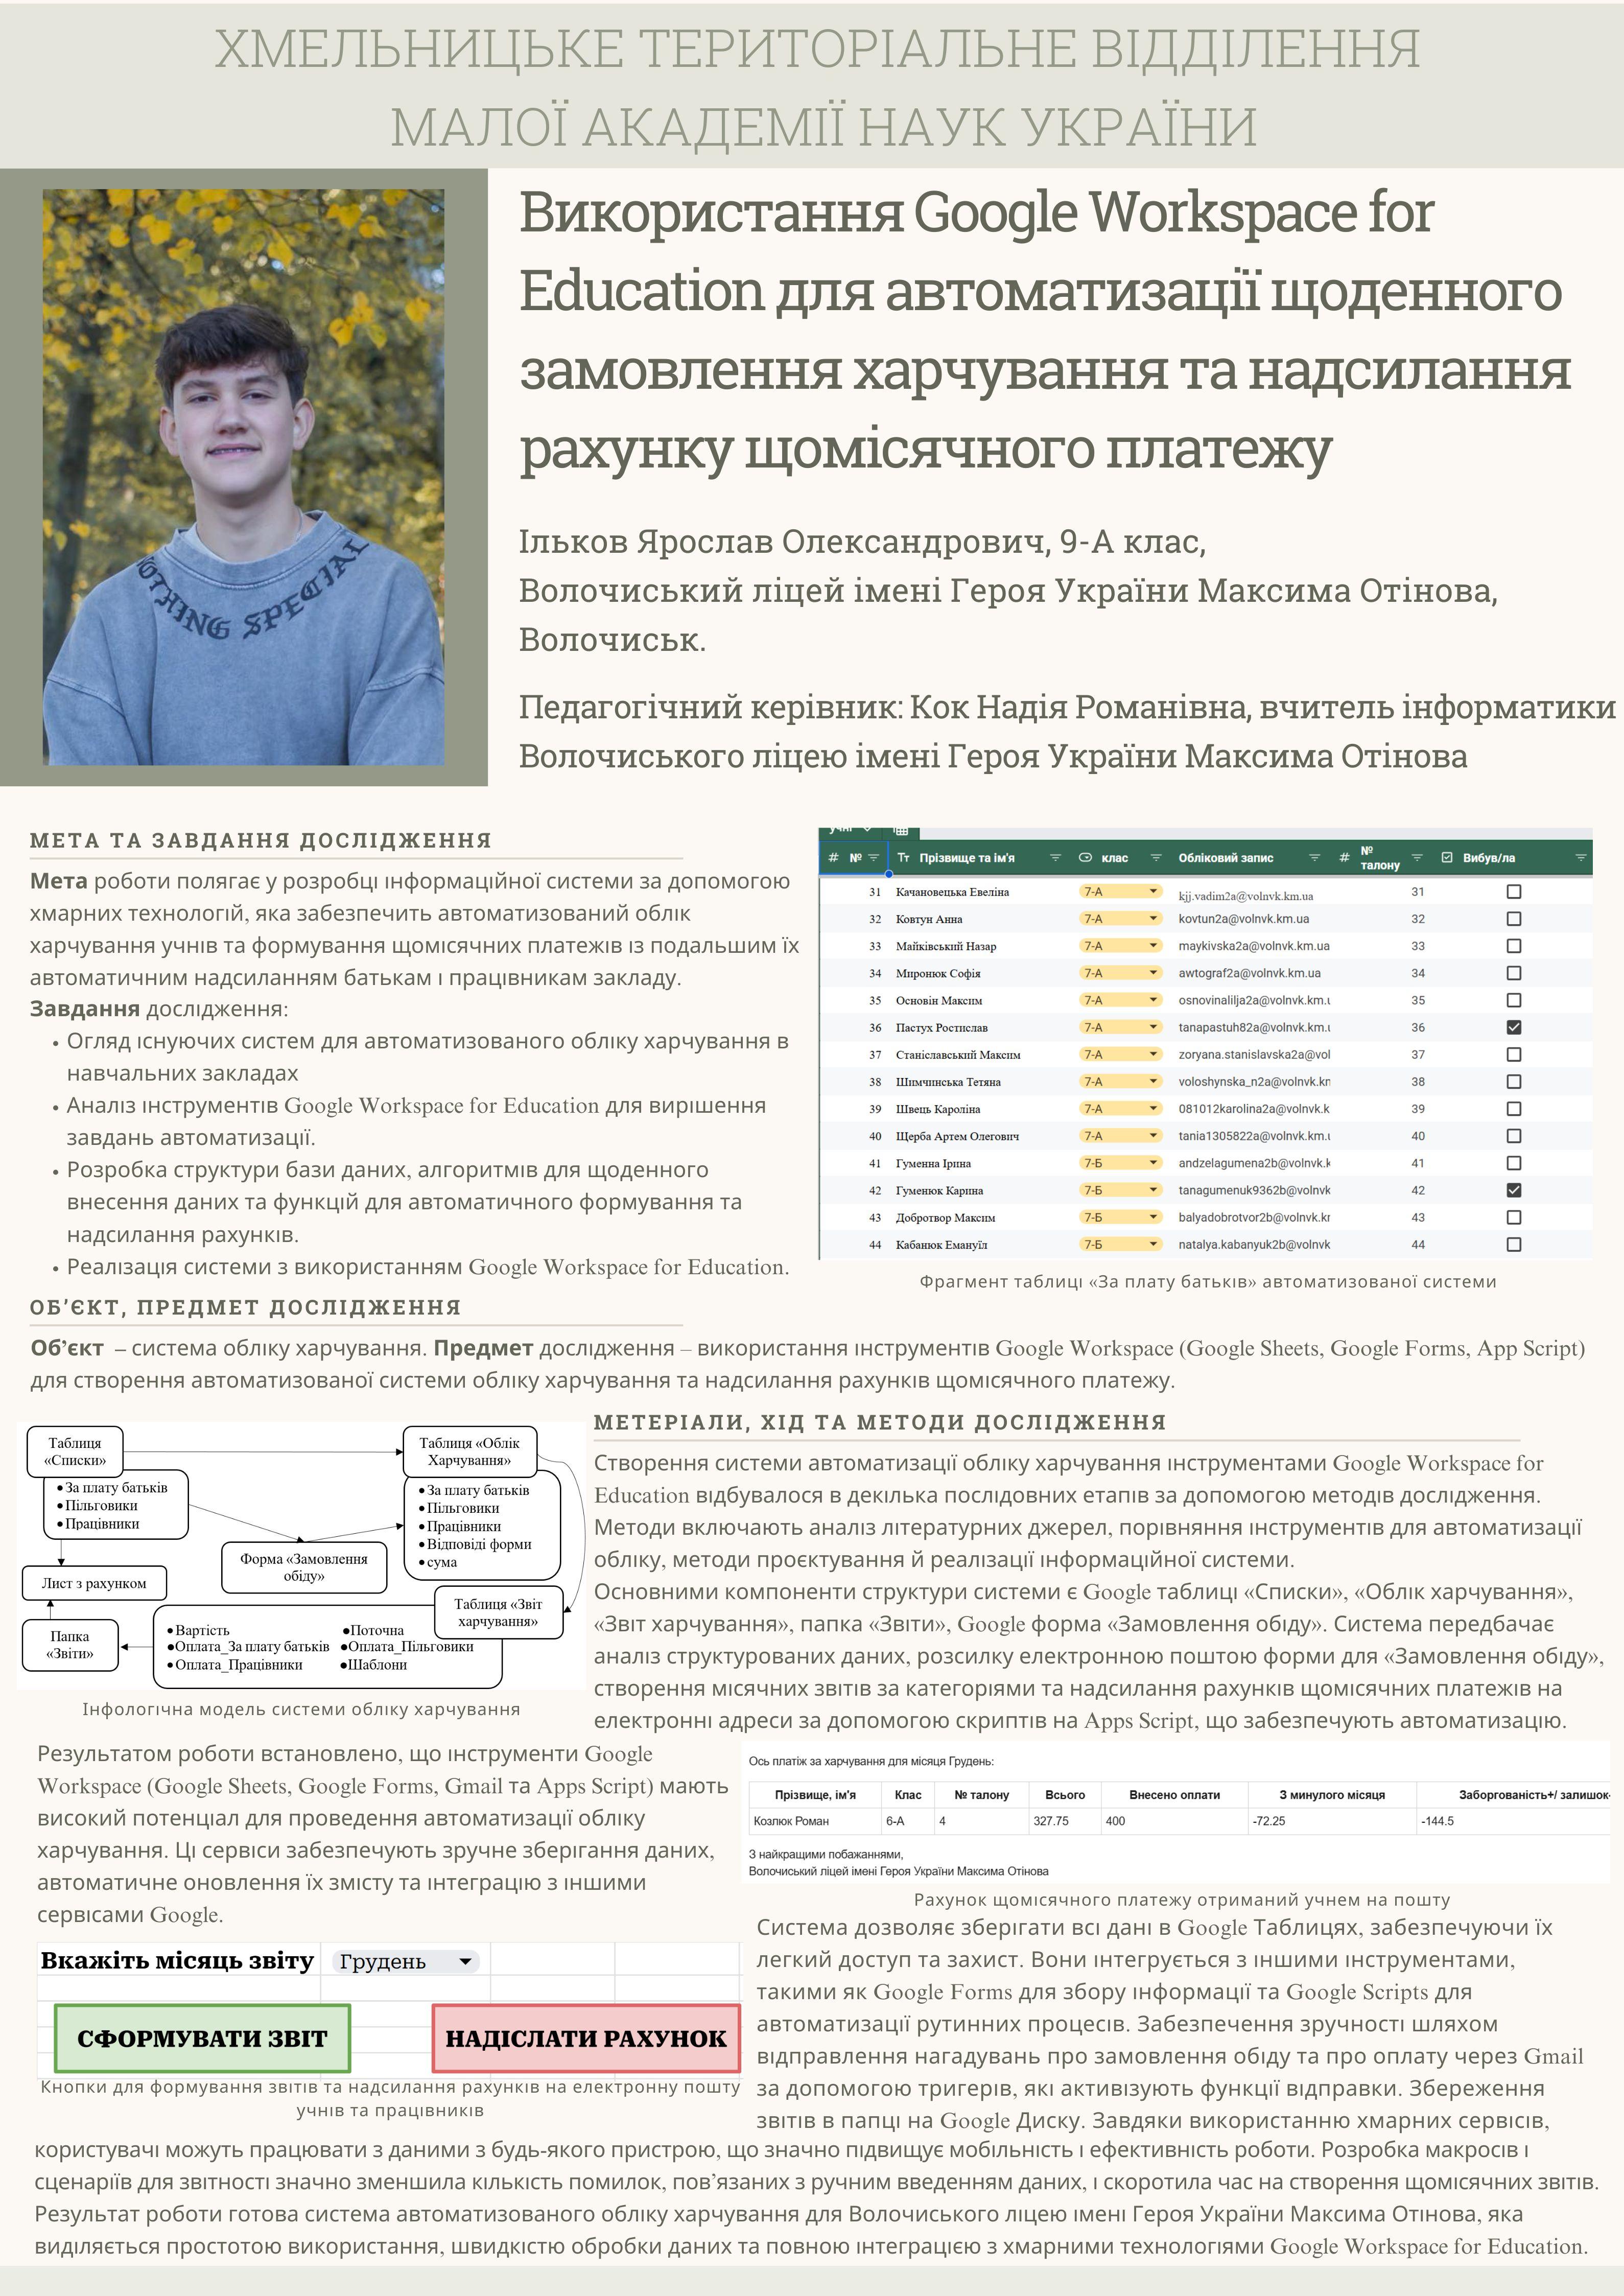 ХМЕЛЬНИЦЬКЕ ТЕРИТОРІАЛЬНЕ ВІДДІЛЕННЯ
МАЛОЇ АКАДЕМІЇ НАУК УКРАЇНИ
Використання Google Workspace for
Education для автоматизації щоденного
замовлення харчування та надсилання
рахунку щомісячного платежу
Ільков Ярослав Олександрович, 9-А клас,
Волочиський ліцей імені Героя України Максима Отінова,
Волочиськ.
Педагогічний керівник: Кок Надія Романівна, вчитель інформатики
Волочиського ліцею імені Героя України Максима Отінова
OTHING SPECIAL
МЕТА ТА ЗАВДАННЯ ДОСЛІДЖЕННЯ
Мета роботи полягає у розробці інформаційної системи за допомогою
хмарних технологій, яка забезпечить автоматизований облік
харчування учнів та формування щомісячних платежів із подальшим їх
автоматичним надсиланням батькам і працівникам закладу.
Завдання дослідження:
• Огляд існуючих систем для автоматизованого обліку харчування в
навчальних закладах
• Аналіз інструментів Google Workspace for Education для вирішення
завдань автоматизації.
• Розробка структури бази даних, алгоритмів для щоденного
внесення даних та функцій для автоматичного формування та
надсилання рахунків.
• Реалізація системи з використанням Google Workspace for Education.
# № Тт Прізвище та ім'я клас Обліковий запис # № талону Вибув/ла
31 Качановецька Евеліна 7-А kjj.vadim2a@volnvk.km.ua 31
32 Ковтун Анна 7-А kovtun2a@volnvk.km.ua 32
33 Майківський Назар 7-А maykivska2a@volnvk.km.ua 33
34 Миронюк Софія 7-А awtograf2a@volnvk.km.ua 34
35 Основін Максим 7-А osnovinalilja2a@volnvk.km.u 35
36 Пастух Ростислав 7-А tanapastuh82a@volnvk.km.u 36
37 Станіславський Максим 7-А zoryana.stanislavska2a@vol 37
38 Шимчинська Тетяна 7-А voloshynska_n2a@volnvk.kn 38
39 Швець Кароліна 7-А 081012karolina2a@volnvk.k 39
40 Щерба Артем Олегович 7-А tania1305822a@volnvk.km.u 40
41 Гуменна Ірина 7-Б andzelagumena2b@volnvk.k 41
42 Гуменюк Карина 7-Б tanagumenuk9362b@volnvk 42
43 Добротвор Максим 7-Б balyadobrotvor2b@volnvk.kr 43
44 Кабанюк Емануїл 7-Б natalya.kabanyuk2b@volnvk 44
Фрагмент таблиці «За плату батьків» автоматизованої системи
ОБ’ЄКТ, ПРЕДМЕТ ДОСЛІДЖЕННЯ
Об’єкт – система обліку харчування. Предмет дослідження – використання інструментів Google Workspace (Google Sheets, Google Forms, App Script)
для створення автоматизованої системи обліку харчування та надсилання рахунків щомісячного платежу.
Таблиця
«Списки»
• За плату батьків
• Пільговики
• Працівники
Таблиця «Облік
Харчування»
• За плату батьків
• Пільговики
• Працівники
• Відповіді форми
• сума
Форма «Замовлення
обіду»
Лист з рахунком
Таблиця «Звіт
харчування»
Папка
«Звіти»
• Вартість • Поточна
• Оплата_За плату батьків • Оплата_Пільговики
• Оплата_Працівники • Шаблони
Інфологічна модель системи обліку харчування
МЕТЕРІАЛИ, ХІД ТА МЕТОДИ ДОСЛІДЖЕННЯ
Створення системи автоматизації обліку харчування інструментами Google Workspace for
Education відбувалося в декілька послідовних етапів за допомогою методів дослідження.
Методи включають аналіз літературних джерел, порівняння інструментів для автоматизації
обліку, методи проєктування й реалізації інформаційної системи.
Основними компоненти структури системи є Google таблиці «Списки», «Облік харчування»,
«Звіт харчування», папка «Звіти», Google форма «Замовлення обіду». Система передбачає
аналіз структурованих даних, розсилку електронною поштою форми для «Замовлення обіду»,
створення місячних звітів за категоріями та надсилання рахунків щомісячних платежів на
електронні адреси за допомогою скриптів на Apps Script, що забезпечують автоматизацію.
Результатом роботи встановлено, що інструменти Google
Workspace (Google Sheets, Google Forms, Gmail та Apps Script) мають
високий потенціал для проведення автоматизації обліку
харчування. Ці сервіси забезпечують зручне зберігання даних,
автоматичне оновлення їх змісту та інтеграцію з іншими
сервісами Google.
Ось платіж за харчування для місяця Грудень:
Прізвище, ім'я Клас № талону Всього Внесено оплати З минулого місяця Заборгованість+/ залишок-
Козлюк Роман 6-А 4 327.75 400 -72.25 -144.5
З найкращими побажаннями,
Волочиський ліцей імені Героя України Максима Отінова
Рахунок щомісячного платежу отриманий учнем на пошту
Вкажіть місяць звіту Грудень
СФОРМУВАТИ ЗВІТ НАДІСЛАТИ РАХУНОК
Кнопки для формування звітів та надсилання рахунків на електронну пошту
учнів та працівників
Система дозволяє зберігати всі дані в Google Таблицях, забезпечуючи їх
легкий доступ та захист. Вони інтегрується з іншими інструментами,
такими як Google Forms для збору інформації та Google Scripts для
автоматизації рутинних процесів. Забезпечення зручності шляхом
відправлення нагадувань про замовлення обіду та про оплату через Gmail
за допомогою тригерів, які активізують функції відправки. Збереження
звітів в папці на Google Диску. Завдяки використанню хмарних сервісів,
користувачі можуть працювати з даними з будь-якого пристрою, що значно підвищує мобільність і ефективність роботи. Розробка макросів і
сценаріїв для звітності значно зменшила кількість помилок, пов’язаних з ручним введенням даних, і скоротила час на створення щомісячних звітів.
Результат роботи готова система автоматизованого обліку харчування для Волочиського ліцею імені Героя України Максима Отінова, яка
виділяється простотою використання, швидкістю обробки даних та повною інтеграцією з хмарними технологіями Google Workspace for Education.